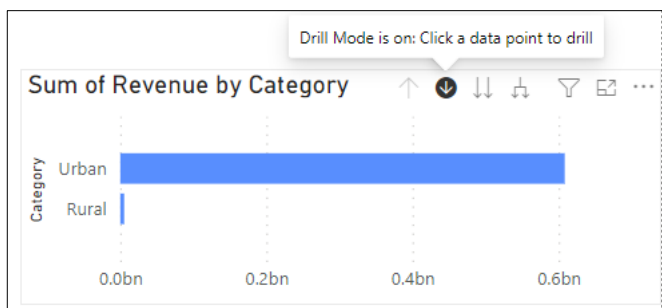 Drill Mode is on: Click a data point to drill
Sum of Revenue by Category
Category
Urban
Rural
0.0bn 0.2bn 0.4bn 0.6bn